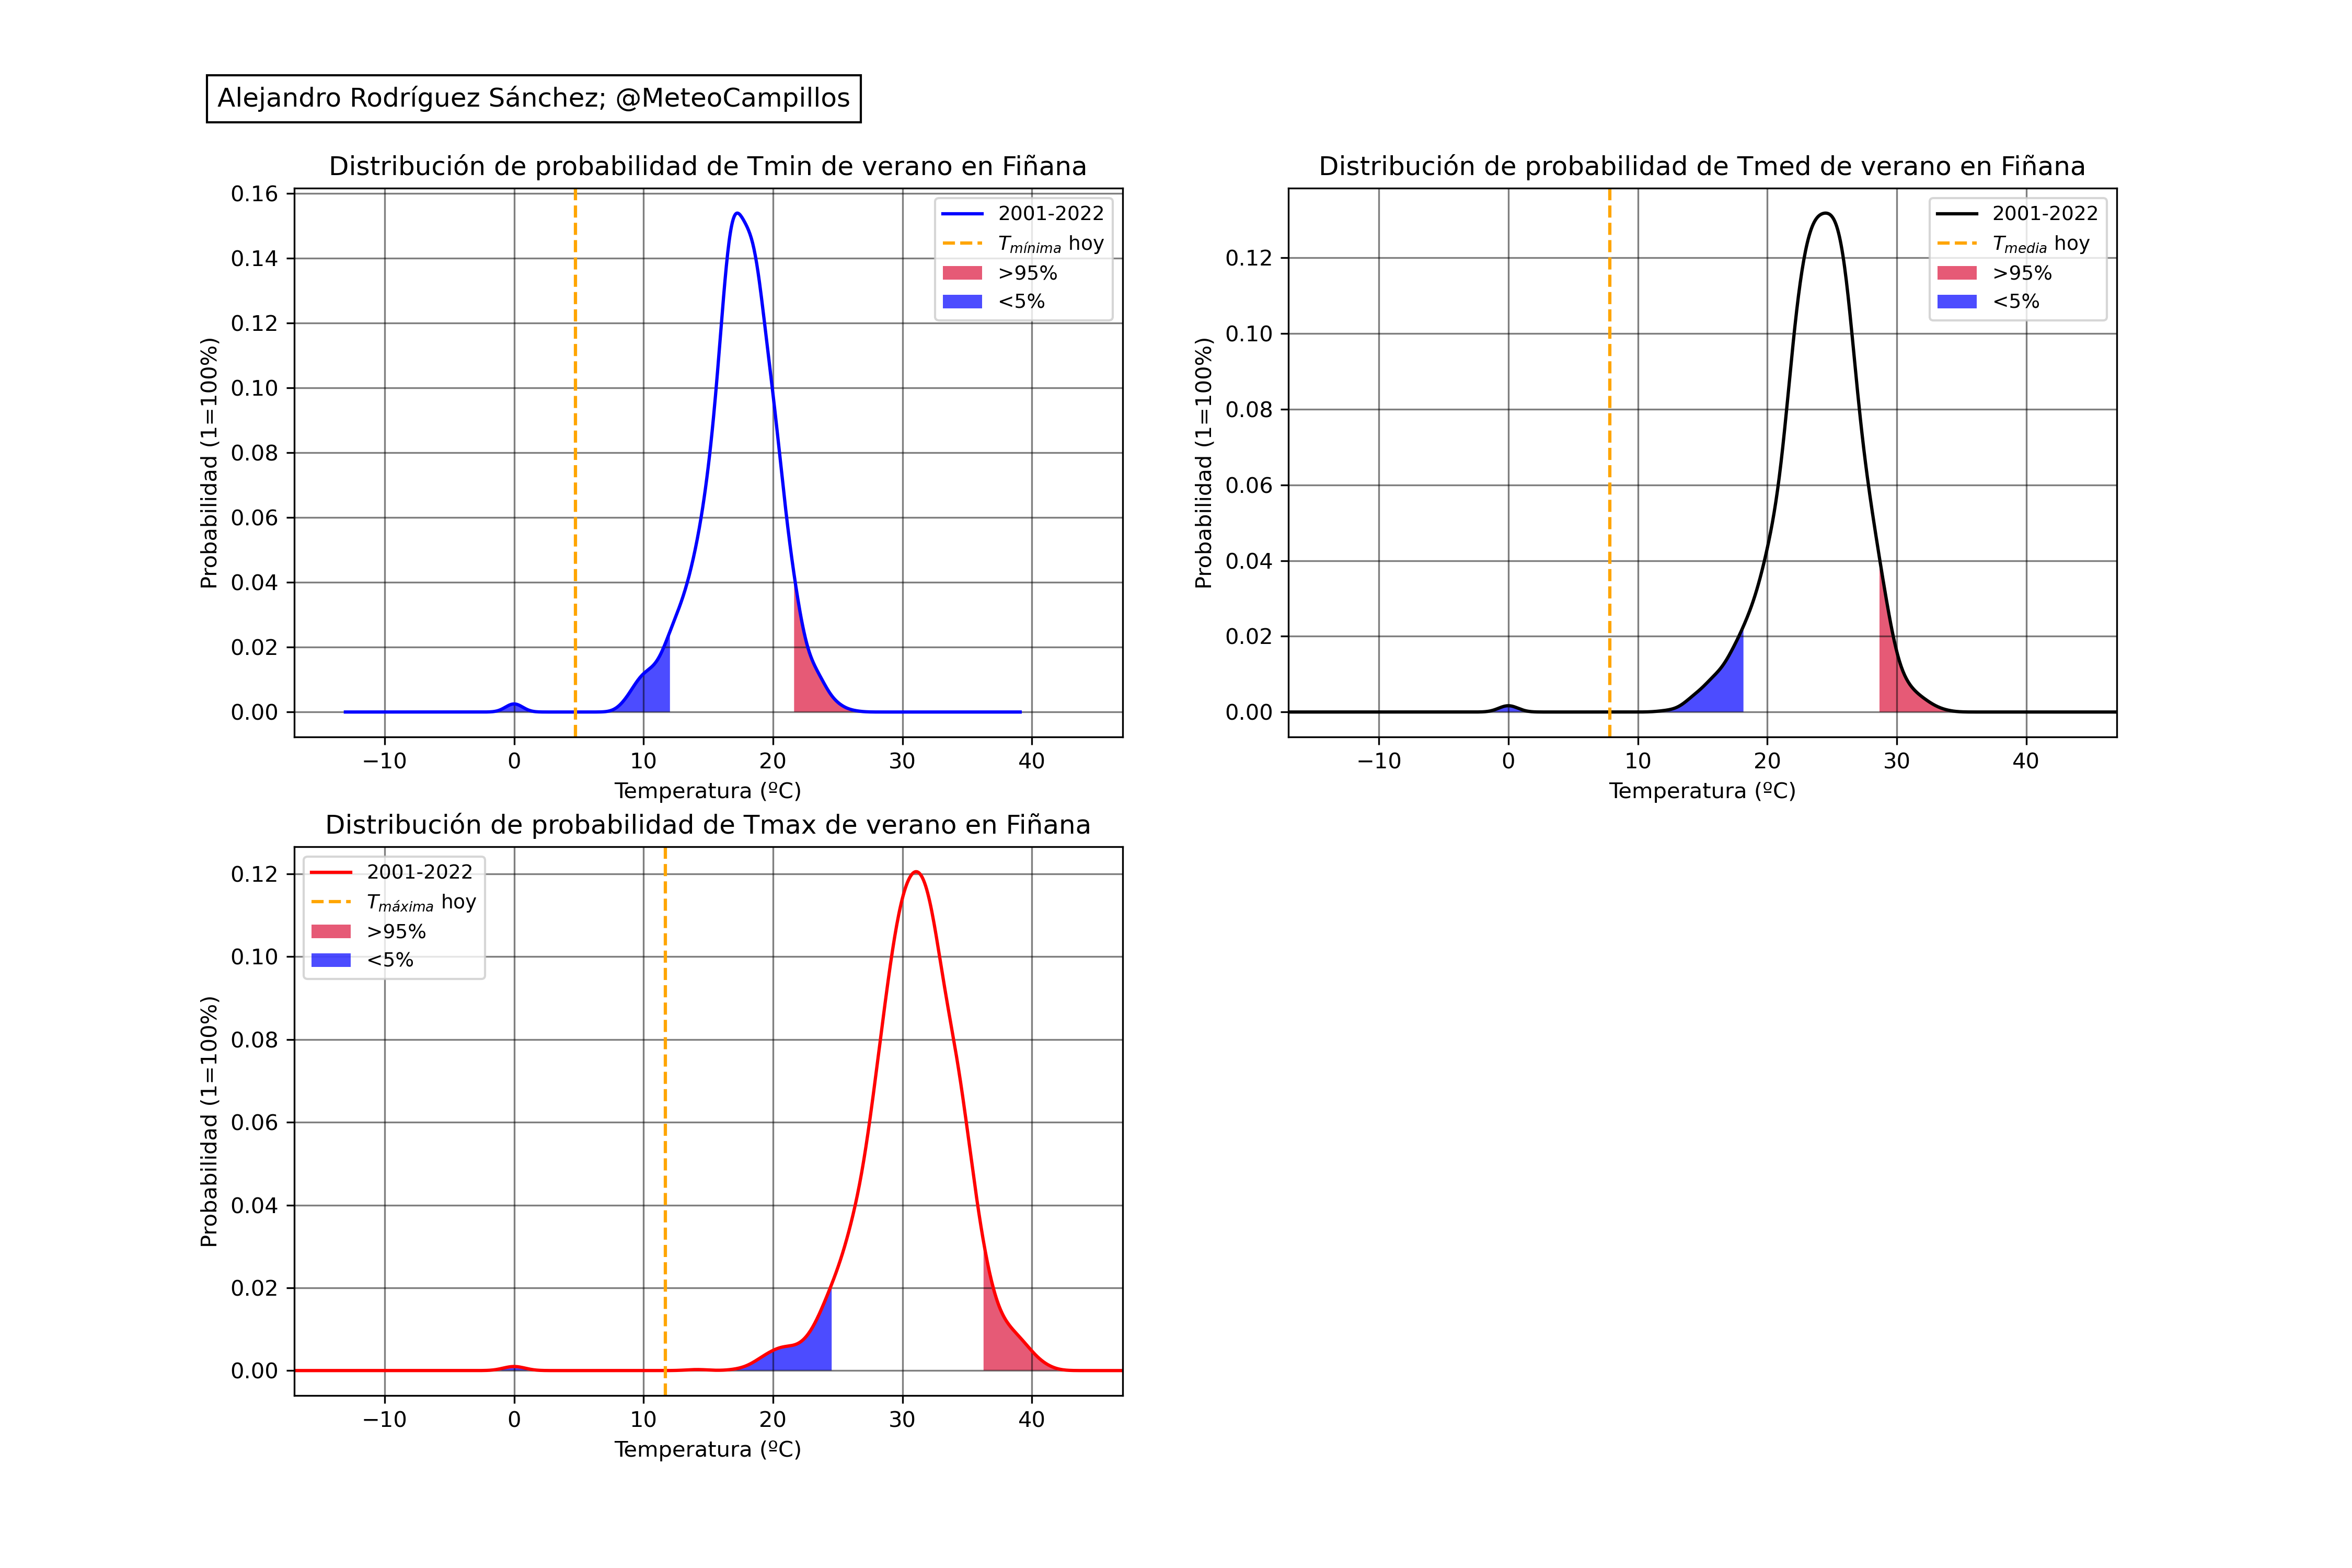 Alejandro Rodríguez Sánchez; @MeteoCampillos
Distribución de probabilidad de Tmin de verano en Fiñana
Probabilidad (1=100%)
0.16
0.14
0.12
0.10
0.08
0.06
0.04
0.02
0.00
2001-2022
Tmínima hoy
>95%
<5%
−10 0 10 20 30 40
Temperatura (ºC)
Distribución de probabilidad de Tmed de verano en Fiñana
Probabilidad (1=100%)
0.12
0.10
0.08
0.06
0.04
0.02
0.00
2001-2022
Tmedia hoy
>95%
<5%
−10 0 10 20 30 40
Temperatura (ºC)
Distribución de probabilidad de Tmax de verano en Fiñana
Probabilidad (1=100%)
0.12
0.10
0.08
0.06
0.04
0.02
0.00
2001-2022
Tmáxima hoy
>95%
<5%
−10 0 10 20 30 40
Temperatura (ºC)